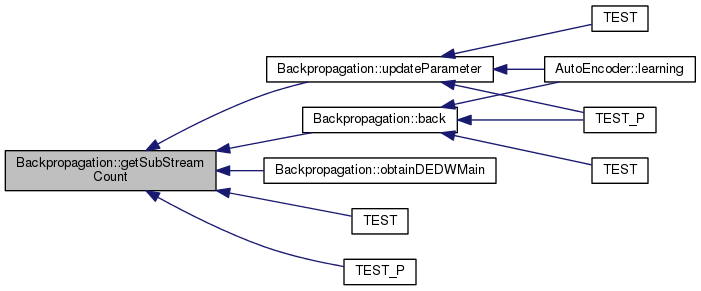 TEST
Backpropagation::updateParameter
AutoEncoder::learning
Backpropagation::back
TEST_P
Backpropagation::getSubStream
Count
Backpropagation::obtainDEDWMain
TEST
TEST
TEST_P